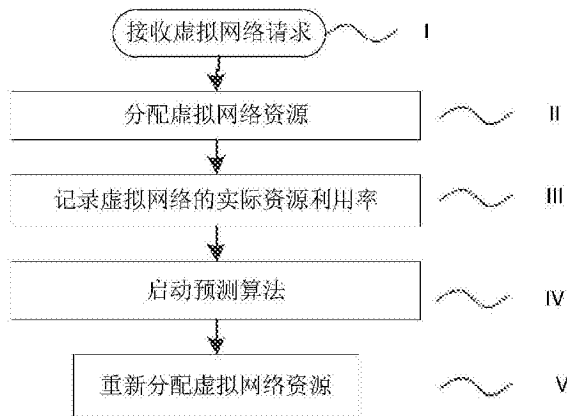 接收虚拟网络请求 I
分配虚拟网络资源 II
记录虚拟网络的实际资源利用率 III
启动预测算法 IV
重新分配虚拟网络资源 V